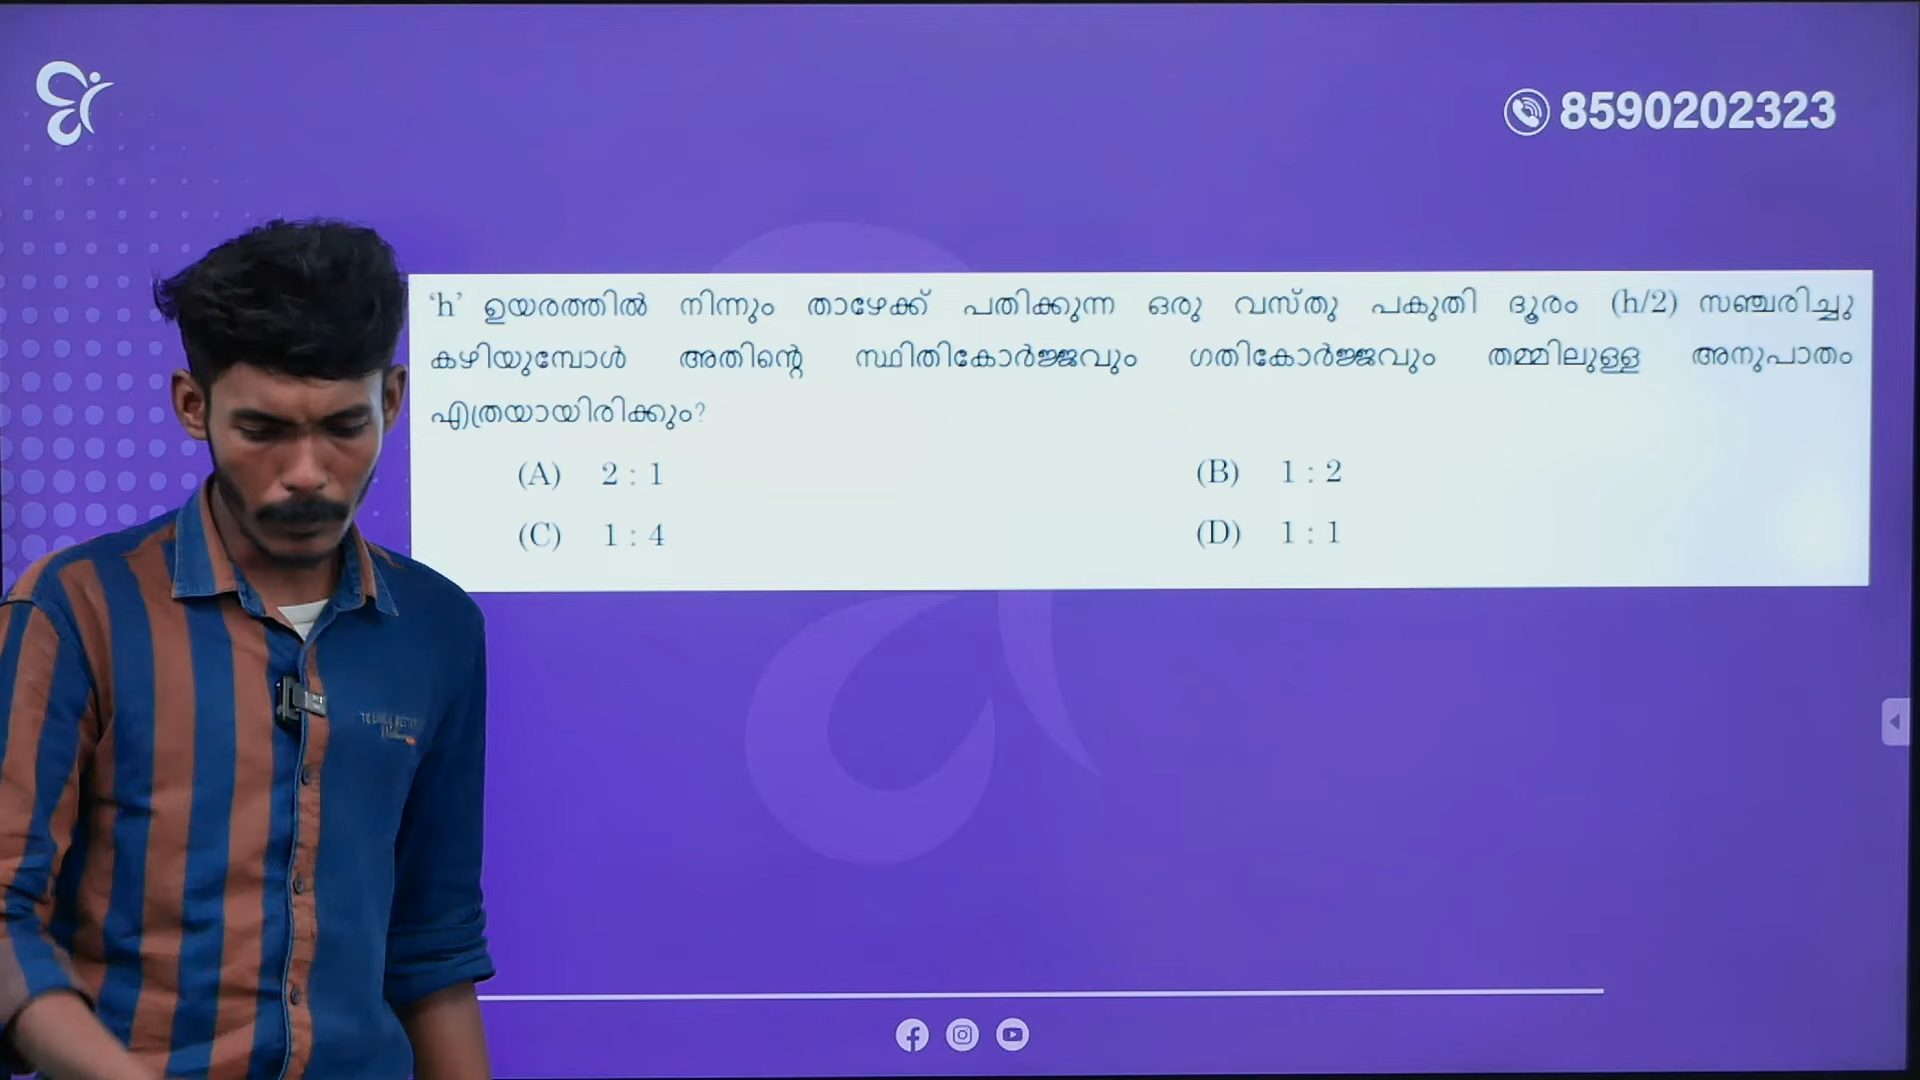 8590202323
‘h’ ഉയരത്തിൽ നിന്നും താഴേക്ക് പതിക്കുന്ന ഒരു വസ്തു പകുതി ദൂരം (h/2) സഞ്ചരിച്ചു
കഴിയുമ്പോൾ അതിന്റെ സ്ഥിതികോർജ്ജവും ഗതികോർജ്ജവും തമ്മിലുള്ള അനുപാതം
എത്രയായിരിക്കും?
(A) 2 : 1 (B) 1 : 2
(C) 1 : 4 (D) 1 : 1